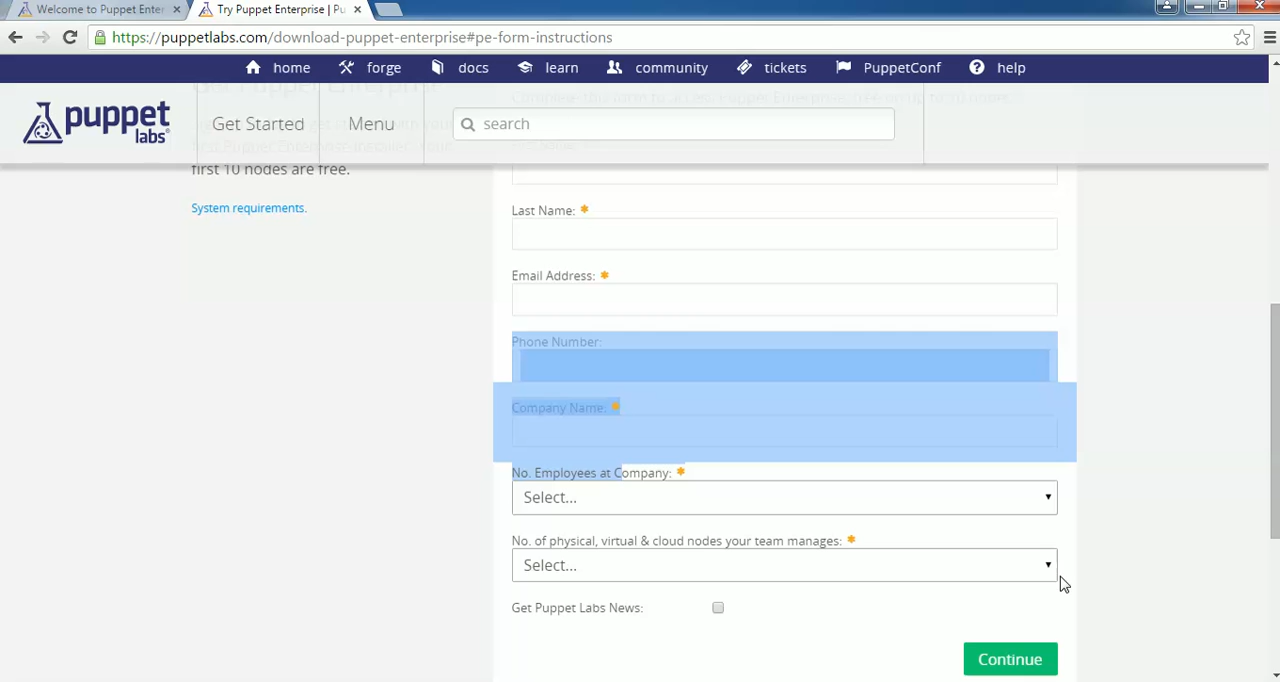 Welcome to Puppet Enter
Try Puppet Enterprise | Pu
https://puppetlabs.com/download-puppet-enterprise#pe-form-instructions
home forge docs learn community tickets PuppetConf help
puppet labs
Get Started Menu search
first 10 nodes are free.
System requirements.
Last Name: *
Email Address: *
Phone Number:
Company Name: *
No. Employees at Company: *
Select...
No. of physical, virtual & cloud nodes your team manages: *
Select...
Get Puppet Labs News:
Continue